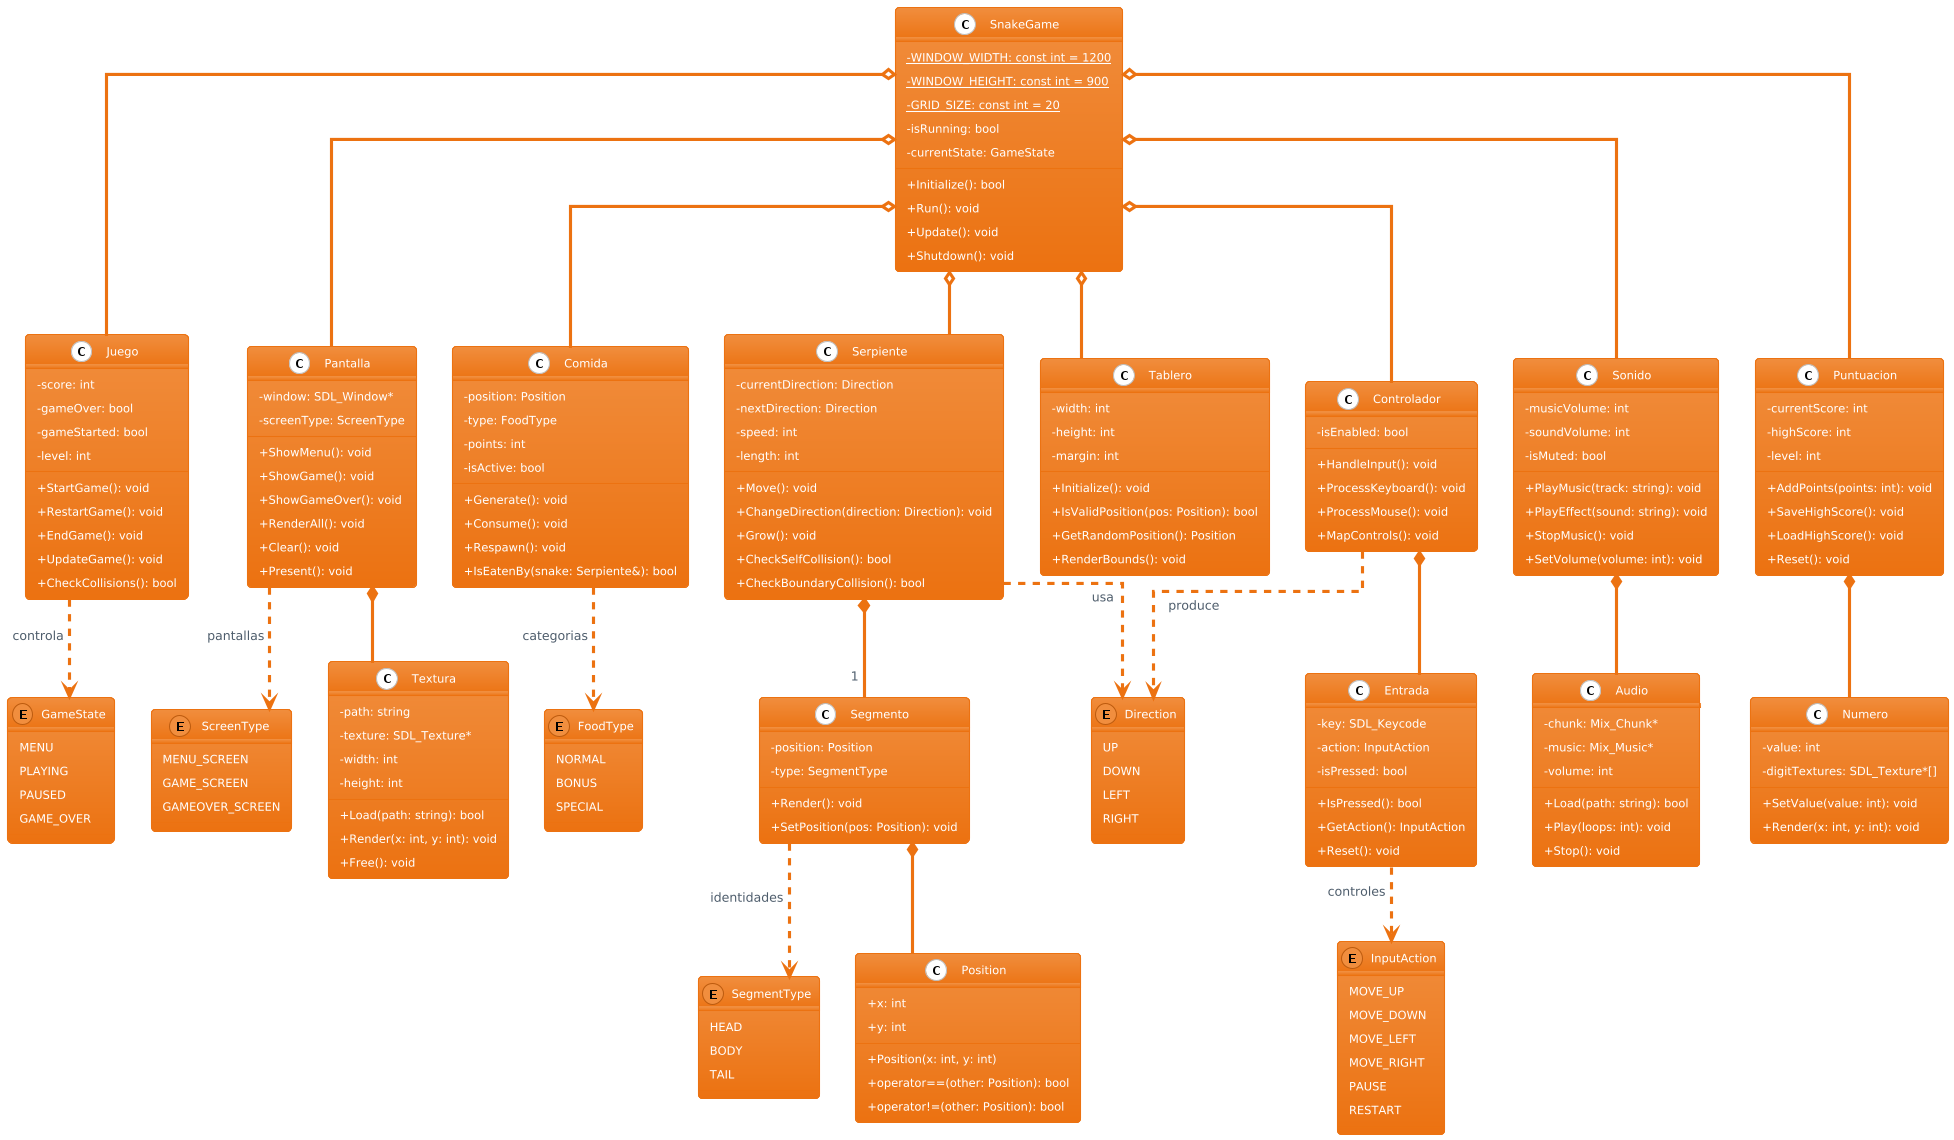 C SnakeGame
-WINDOW_WIDTH: const int = 1200
-WINDOW_HEIGHT: const int = 900
-GRID_SIZE: const int = 20
-isRunning: bool
-currentState: GameState
+Initialize(): bool
+Run(): void
+Update(): void
+Shutdown(): void
C Juego
-score: int
-gameOver: bool
-gameStarted: bool
-level: int
+StartGame(): void
+RestartGame(): void
+EndGame(): void
+UpdateGame(): void
+CheckCollisions(): bool
C Pantalla
-window: SDL_Window*
-screenType: ScreenType
+ShowMenu(): void
+ShowGame(): void
+ShowGameOver(): void
+RenderAll(): void
+Clear(): void
+Present(): void
C Comida
-position: Position
-type: FoodType
-points: int
-isActive: bool
+Generate(): void
+Consume(): void
+Respawn(): void
+IsEatenBy(snake: Serpiente&): bool
C Serpiente
-currentDirection: Direction
-nextDirection: Direction
-speed: int
-length: int
+Move(): void
+ChangeDirection(direction: Direction): void
+Grow(): void
+CheckSelfCollision(): bool
+CheckBoundaryCollision(): bool
C Tablero
-width: int
-height: int
-margin: int
+Initialize(): void
+IsValidPosition(pos: Position): bool
+GetRandomPosition(): Position
+RenderBounds(): void
C Controlador
-isEnabled: bool
+HandleInput(): void
+ProcessKeyboard(): void
+ProcessMouse(): void
+MapControls(): void
C Sonido
-musicVolume: int
-soundVolume: int
-isMuted: bool
+PlayMusic(track: string): void
+PlayEffect(sound: string): void
+StopMusic(): void
+SetVolume(volume: int): void
C Puntuacion
-currentScore: int
-highScore: int
-level: int
+AddPoints(points: int): void
+SaveHighScore(): void
+LoadHighScore(): void
+Reset(): void
controla
pantallas
categorias
1
usa
produce
E GameState
MENU
PLAYING
PAUSED
GAME_OVER
E ScreenType
MENU_SCREEN
GAME_SCREEN
GAMEOVER_SCREEN
C Textura
-path: string
-texture: SDL_Texture*
-width: int
-height: int
+Load(path: string): bool
+Render(x: int, y: int): void
+Free(): void
E FoodType
NORMAL
BONUS
SPECIAL
C Segmento
-position: Position
-type: SegmentType
+Render(): void
+SetPosition(pos: Position): void
E Direction
UP
DOWN
LEFT
RIGHT
C Entrada
-key: SDL_Keycode
-action: InputAction
-isPressed: bool
+IsPressed(): bool
+GetAction(): InputAction
+Reset(): void
C Audio
-chunk: Mix_Chunk*
-music: Mix_Music*
-volume: int
+Load(path: string): bool
+Play(loops: int): void
+Stop(): void
C Numero
-value: int
-digitTextures: SDL_Texture*[]
+SetValue(value: int): void
+Render(x: int, y: int): void
identidades
controles
E SegmentType
HEAD
BODY
TAIL
C Position
+x: int
+y: int
+Position(x: int, y: int)
+operator==(other: Position): bool
+operator!=(other: Position): bool
E InputAction
MOVE_UP
MOVE_DOWN
MOVE_LEFT
MOVE_RIGHT
PAUSE
RESTART